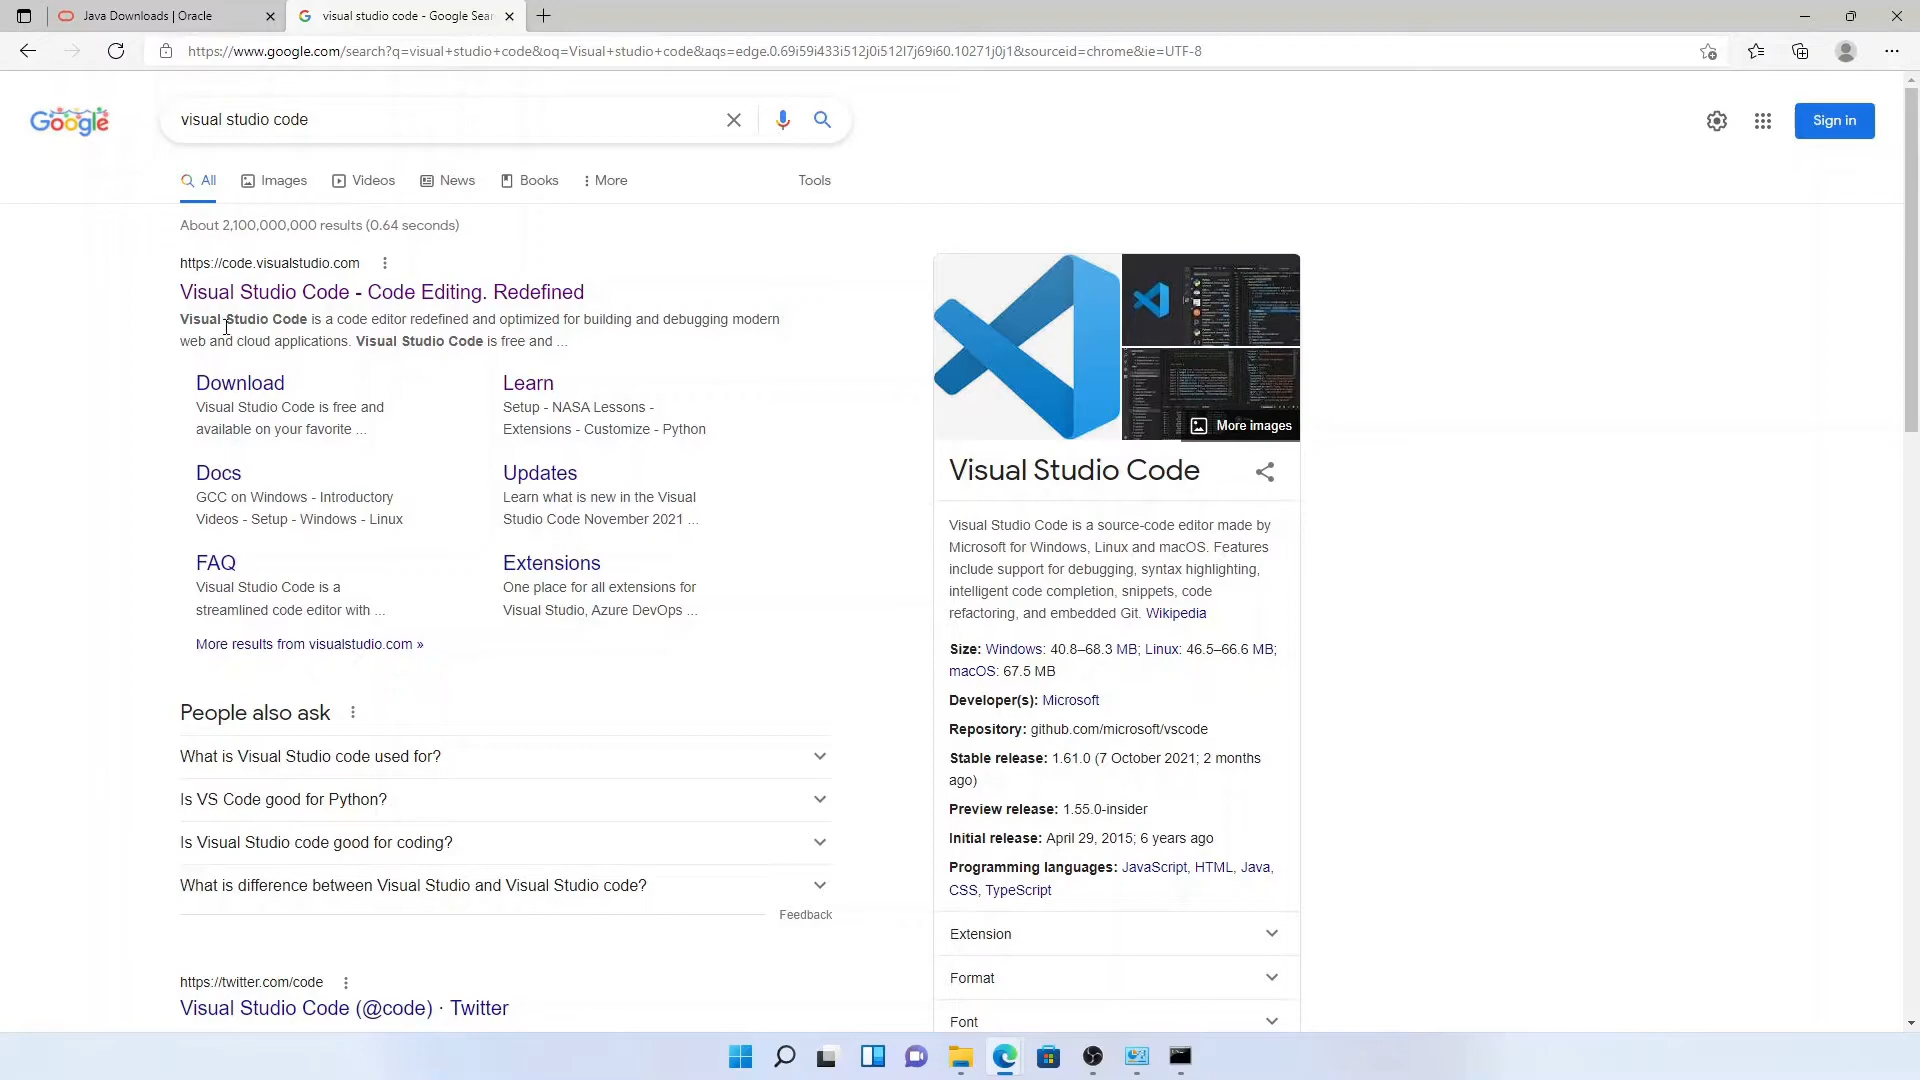 Java Downloads | Oracle
visual studio code - Google Sear
https://www.google.com/search?q=visual+studio+code&oq=Visual+studio+code&aqs=edge.0.69i59i433i512j0i512l7j69i60.10271j0j1&sourceid=chrome&ie=UTF-8
Google
visual studio code
Sign in
All
Images
Videos
News
Books
More
Tools
About 2,100,000,000 results (0.64 seconds)
https://code.visualstudio.com
Visual Studio Code - Code Editing. Redefined
Visual Studio Code is a code editor redefined and optimized for building and debugging modern
web and cloud applications. Visual Studio Code is free and ...
Download
Visual Studio Code is free and
available on your favorite ...
Learn
Setup - NASA Lessons -
Extensions - Customize - Python
Docs
GCC on Windows - Introductory
Videos - Setup - Windows - Linux
Updates
Learn what is new in the Visual
Studio Code November 2021 ...
FAQ
Visual Studio Code is a
streamlined code editor with ...
Extensions
One place for all extensions for
Visual Studio, Azure DevOps ...
More results from visualstudio.com »
People also ask
What is Visual Studio code used for?
Is VS Code good for Python?
Is Visual Studio code good for coding?
What is difference between Visual Studio and Visual Studio code?
Feedback
https://twitter.com/code
Visual Studio Code (@code) · Twitter
More images
Visual Studio Code
Visual Studio Code is a source-code editor made by
Microsoft for Windows, Linux and macOS. Features
include support for debugging, syntax highlighting,
intelligent code completion, snippets, code
refactoring, and embedded Git. Wikipedia
Size: Windows: 40.8–68.3 MB; Linux: 46.5–66.6 MB;
macOS: 67.5 MB
Developer(s): Microsoft
Repository: github.com/microsoft/vscode
Stable release: 1.61.0 (7 October 2021; 2 months
ago)
Preview release: 1.55.0-insider
Initial release: April 29, 2015; 6 years ago
Programming languages: JavaScript, HTML, Java,
CSS, TypeScript
Extension
Format
Font